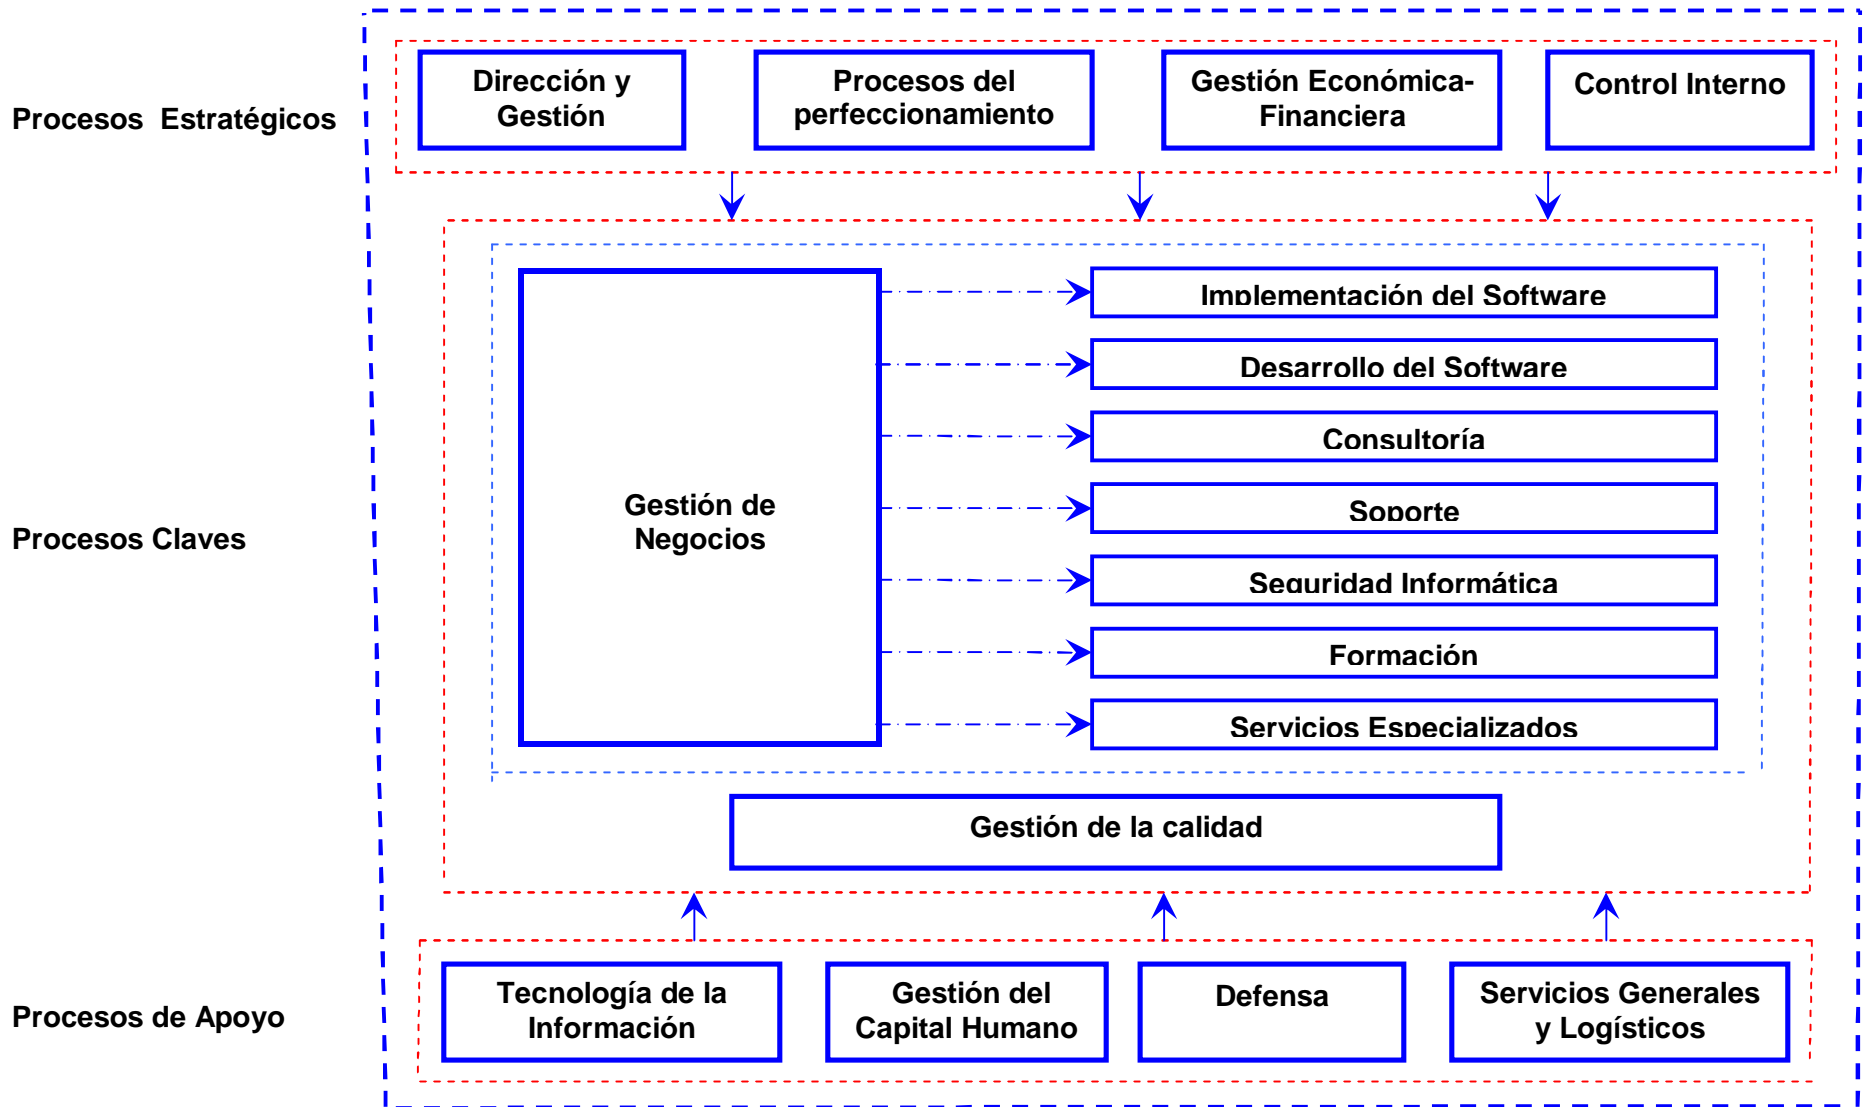 Procesos Estratégicos
Dirección y
Gestión
Procesos del
perfeccionamiento
Gestión Económica-
Financiera
Control Interno
Procesos Claves
Gestión de
Negocios
Implementación del Software
Desarrollo del Software
Consultoría
Soporte
Seguridad Informática
Formación
Servicios Especializados
Gestión de la calidad
Procesos de Apoyo
Tecnología de la
Información
Gestión del
Capital Humano
Defensa
Servicios Generales
y Logísticos